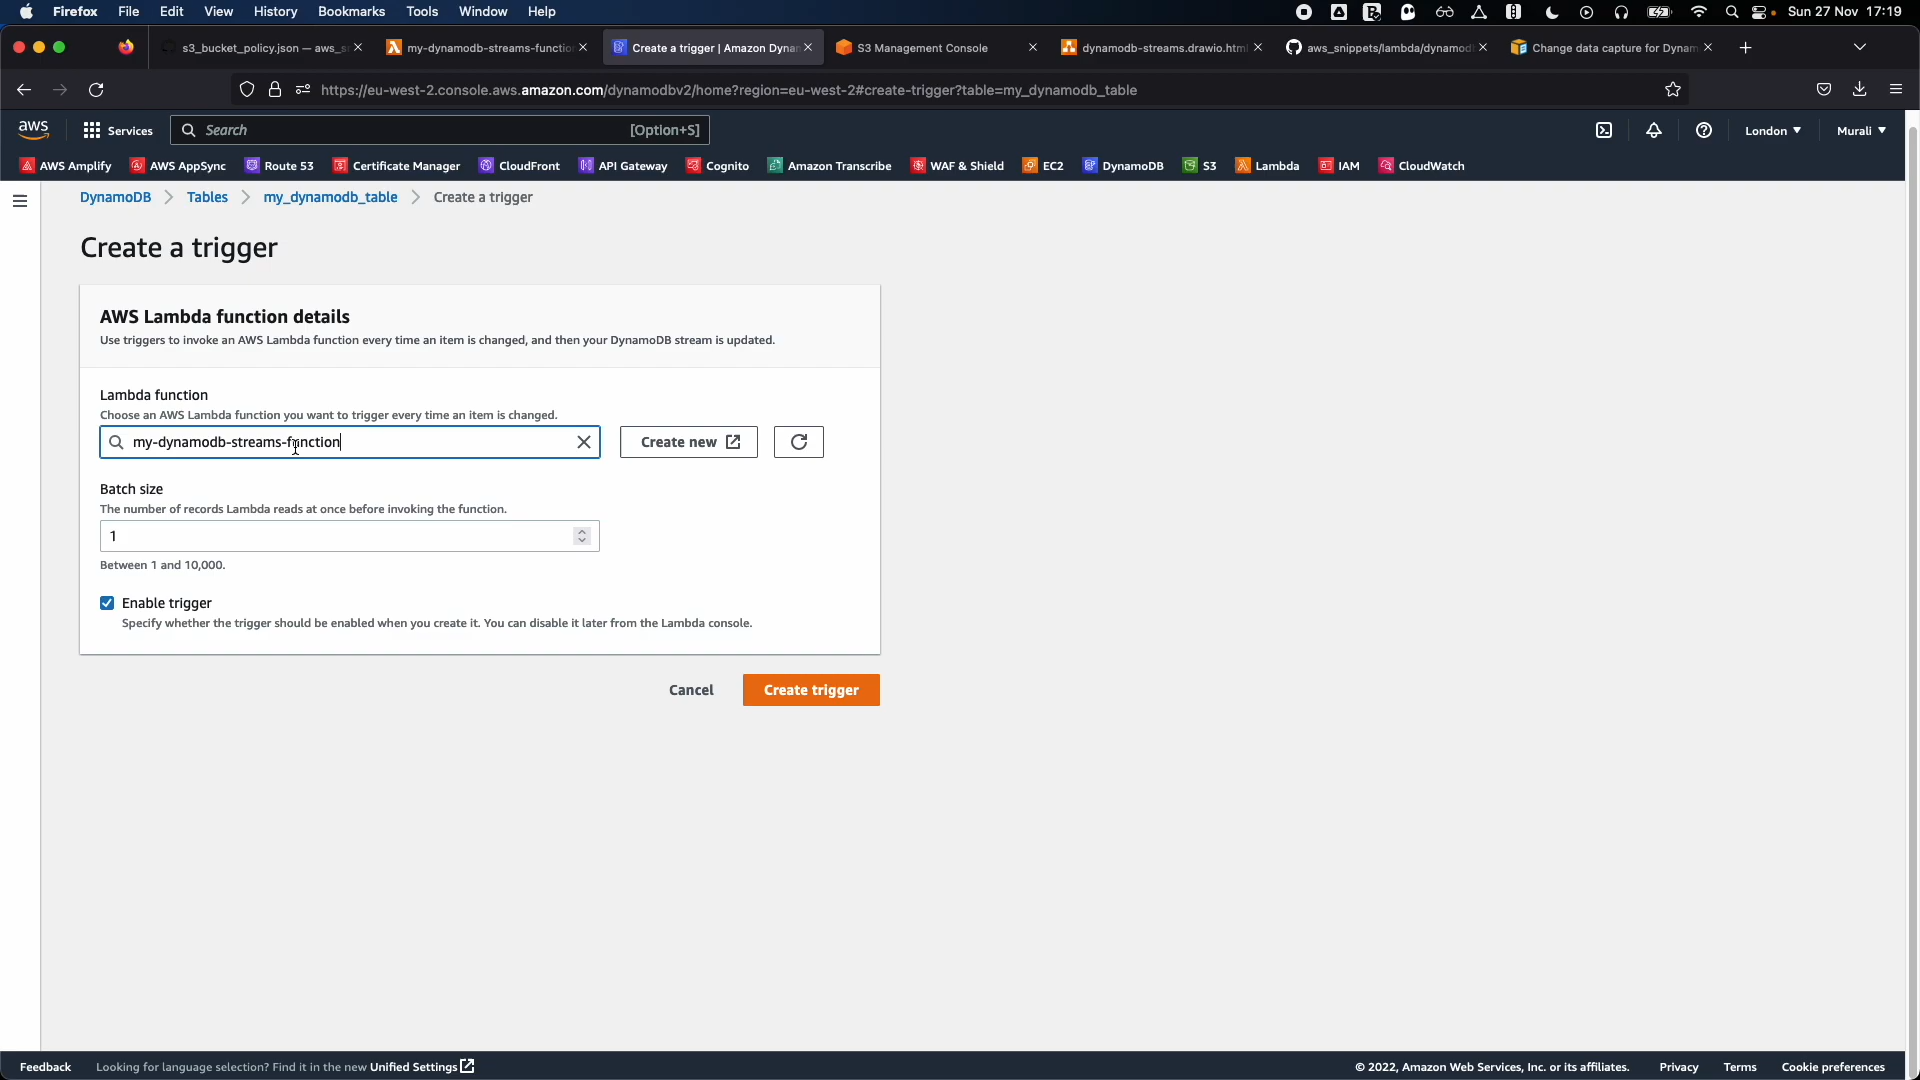 Firefox File Edit View History Bookmarks Tools Window Help Sun 27 Nov 17:19
s3_bucket_policy.json — aws_s my-dynamodb-streams-functio Create a trigger | Amazon Dynam S3 Management Console dynamodb-streams.drawio.html aws_snippets/lambda/dynamod Change data capture for Dynam
https://eu-west-2.console.aws.amazon.com/dynamodbv2/home?region=eu-west-2#create-trigger?table=my_dynamodb_table
aws Services Search [Option+S] London Murali
AWS Amplify AWS AppSync Route 53 Certificate Manager CloudFront API Gateway Cognito Amazon Transcribe WAF & Shield EC2 DynamoDB S3 Lambda IAM CloudWatch
DynamoDB Tables my_dynamodb_table Create a trigger
Create a trigger
AWS Lambda function details
Use triggers to invoke an AWS Lambda function every time an item is changed, and then your DynamoDB stream is updated.
Lambda function
Choose an AWS Lambda function you want to trigger every time an item is changed.
my-dynamodb-streams-function Create new
Batch size
The number of records Lambda reads at once before invoking the function.
1
Between 1 and 10,000.
Enable trigger
Specify whether the trigger should be enabled when you create it. You can disable it later from the Lambda console.
Cancel Create trigger
Feedback Looking for language selection? Find it in the new Unified Settings © 2022, Amazon Web Services, Inc. or its affiliates. Privacy Terms Cookie preferences